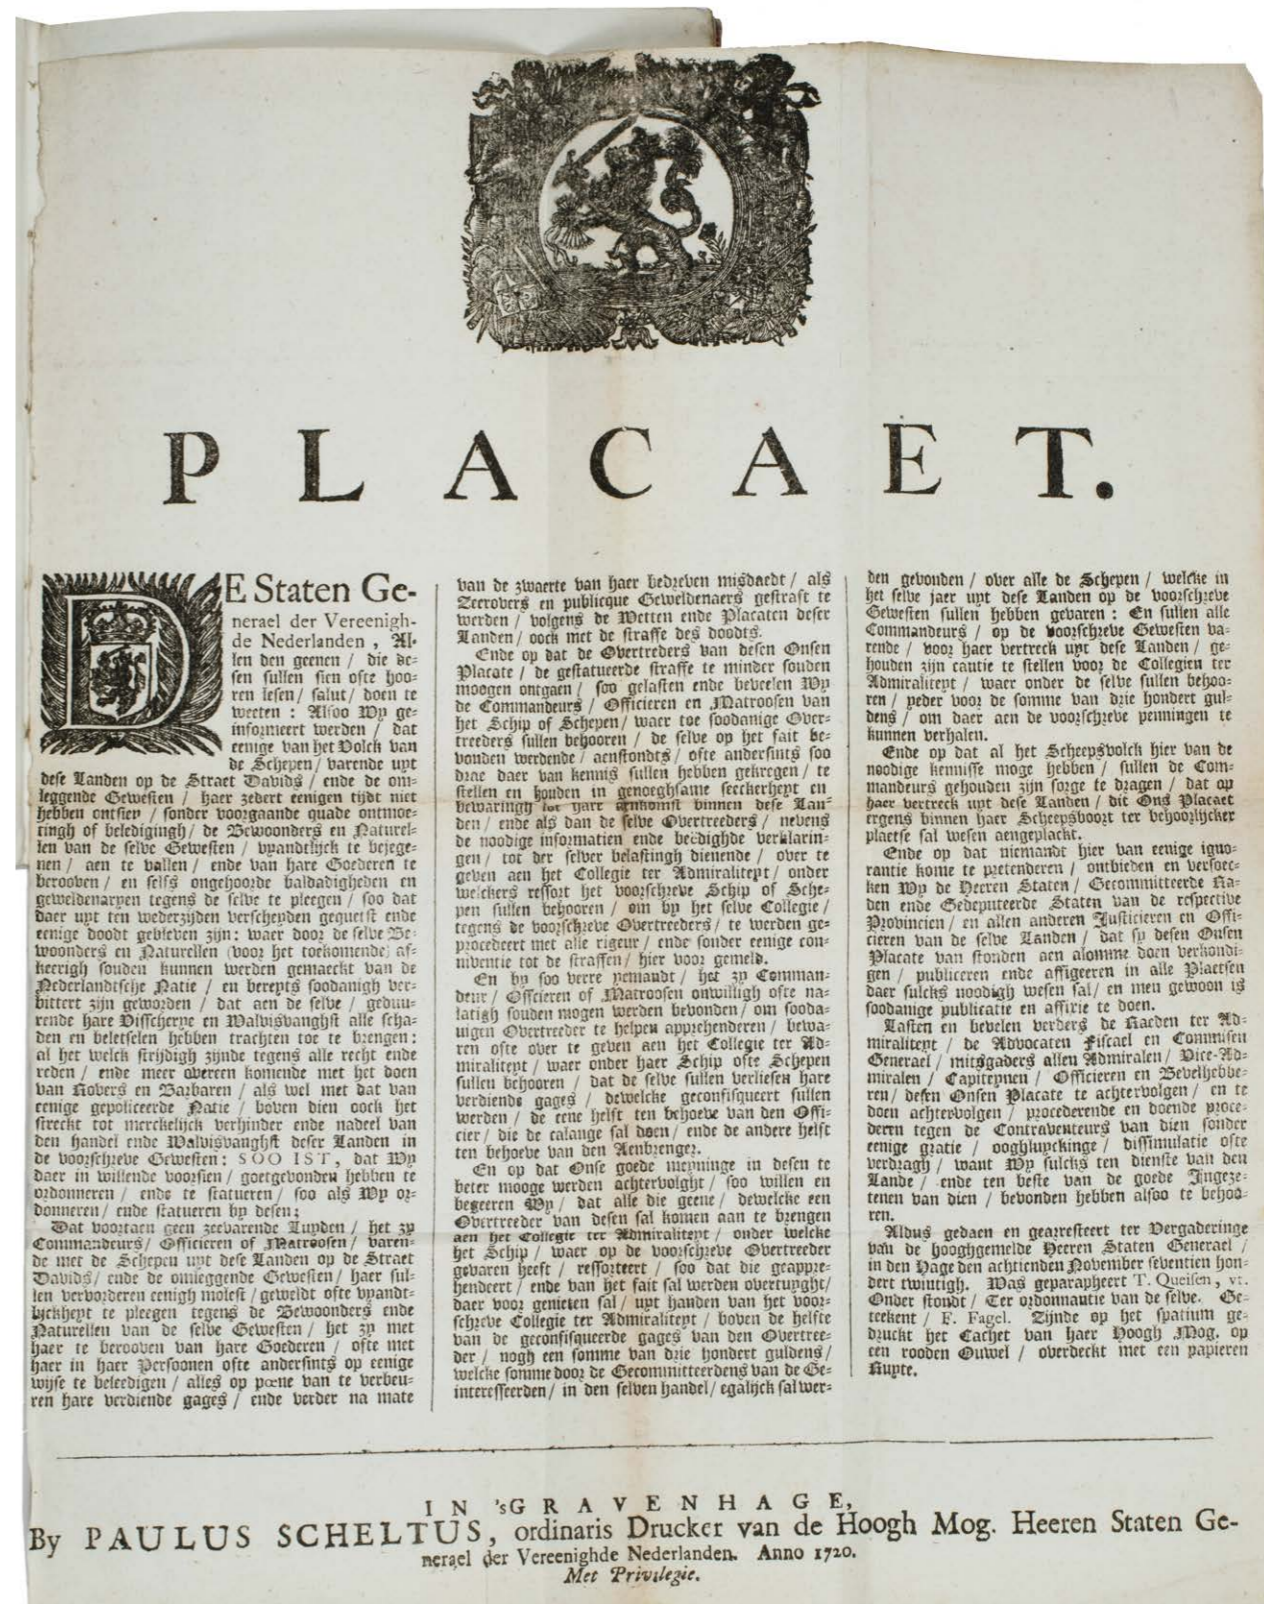 PLACAET.
DE Staten Ge-
nerael der Vereenigh-
de Nederlanden, Al-
len den geenen / die de-
sen sullen sien ofte hoo-
ren lesen / salut / doen te
weeten : Alsoo Wy ge-
informeert werden / dat
eenige van het Volck van
de Schepen / varende uyt
dese Landen op de Straet Davids / ende de om-
leggende Gewesten / haer zedert eenigen tijdt niet
hebben ontsien / sonder voorgaande quade ontmoe-
tingh of beledigingh / de Bewoonders en Naturel-
len van de selve Gewesten / vyandtlijck te bejege-
nen / aen te vallen / ende van hare Goederen te
berooven / en selfs ongehoorde baldadigheden en
geweldenaryen tegens de selve te pleegen / soo dat
daer uyt ten wederzijden verscheyden gequetst ende
eenige doodt gebleven zijn : waer door de selve Be-
woonders en Naturellen (voor het toekomende) af-
keerigh souden kunnen werden gemaeckt van de
Nederlandtsche Natie / en bereyts soodanigh ver-
bittert zijn geworden / dat aen de selve / geduu-
rende hare Visscherye en Walvisvanghst alle scha-
den en beletselen hebben trachten toe te brengen :
al het welck strijdigh zijnde tegens alle recht ende
reden / ende meer overeen komende met het doen
van Rovers en Barbaren / als wel met dat van
eenige gepoliceerde Natie / boven dien oock het
streckt tot merckelijck verhinder ende nadeel van
den handel ende Walvisvanghst deser Landen in
de voorschreve Gewesten : SOO IST, dat Wy
daer in willende voorsien / goetgevonden hebben te
ordonneren / ende te statueren / soo als Wy or-
donneren / ende statueren by desen ;
Dat voortaen geen zeevarende Luyden / het zy
Commandeurs / Officieren of Matroosen / varen-
de met de Schepen uyt dese Landen op de Straet
Davids / ende de omleggende Gewesten / haer sul-
len vervorderen eenigh molest / geweldt ofte vyandt-
lyckheyt te pleegen tegens de Bewoonders ende
Naturellen van de selve Gewesten / het zy met
haer te berooven van hare Goederen / ofte met
haer in haer Persoonen ofte andersints op eenige
wijse te beleedigen / alles op pœne van te verbeu-
ren hare verdiende gages / ende verder na mate
van de zwaerte van haer bedreven misdaedt / als
Zeerovers en publicque Geweldenaers gestraft te
werden / volgens de Wetten ende Placaten deser
Landen / oock met de straffe des doodts.
Ende op dat de Overtreders van desen Onsen
Placate / de gestatueerde straffe te minder souden
moogen ontgaen / soo gelasten ende beveelen Wy
de Commandeurs / Officieren en Matroosen van
het Schip of Schepen / waer toe soodanige Over-
treeders sullen behooren / de selve op het fait be-
vonden werdende / aenstondts / ofte andersints soo
drae daer van kennis sullen hebben gekregen / te
stellen en houden in genoeghsame seeckerheyt en
bewaringh tot hare aenkomst binnen dese Lan-
den / ende als dan de selve Overtreeders / nevens
de noodige informatien ende beëdighde verklarin-
gen / tot der selver belastingh dienende / over te
geven aen het Collegie ter Admiraliteyt / onder
welckers ressort het voorschreve Schip of Sche-
pen sullen behooren / om by het selve Collegie /
tegens de voorschreve Overtreeders / te werden ge-
procedeert met alle rigeur / ende sonder eenige con-
niventie tot de straffen / hier voor gemeld.
En by soo verre yemandt / het zy Comman-
deur / Officieren of Matroosen onwilligh ofte na-
latigh souden mogen werden bevonden / om sooda-
nigen Overtreeder te helpen apprehenderen / bewa-
ren ofte over te geven aen het Collegie ter Ad-
miraliteyt / waer onder haer Schip ofte Schepen
sullen behooren / dat de selve sullen verliesen hare
verdiende gages / dewelcke geconfisqueert sullen
werden / de eene helft ten behoeve van den Offi-
cier / die de calange sal doen / ende de andere helft
ten behoeve van den Aenbrenger.
En op dat Onse goede meyninge in desen te
beter mooge werden achtervolght / soo willen en
begeeren Wy / dat alle die geene / dewelcke een
Overtreeder van desen sal komen aan te brengen
aen het Collegie ter Admiraliteyt / onder welcke
het Schip / waer op de voorschreve Overtreeder
gevaren heeft / ressorteert / soo dat die geappre-
hendeert / ende van het fait sal werden overtuyght /
daer voor genieten sal / uyt handen van het voor-
schreve Collegie ter Admiraliteyt / boven de helfte
van de geconfisqueerde gages van den Overtree-
der / nogh een somme van drie hondert guldens /
welcke somme door de Gecommitteerdens van de Ge-
interesseerden / in den selven handel / egalijck sal wer-
den gevonden / over alle de Schepen / welcke in
het selve jaer uyt dese Landen op de voorschreve
Gewesten sullen hebben gevaren : En sullen alle
Commandeurs / op de voorschreve Gewesten va-
rende / voor haer vertreck uyt dese Landen / ge-
houden zijn cautie te stellen voor de Collegien ter
Admiraliteyt / waer onder de selve sullen behoo-
ren / yeder voor de somme van drie hondert gul-
dens / om daer aen de voorschreve penningen te
kunnen verhalen.
Ende op dat al het Scheepsvolck hier van de
noodige kennisse moge hebben / sullen de Com-
mandeurs gehouden zijn sorge te dragen / dat op
haer vertreck uyt dese Landen / dit Ons Placaet
ergens binnen haer Scheepsboort ter behoorlijcker
plaetse sal wesen aengeplackt.
Ende op dat niemandt hier van eenige igno-
rantie kome te pretenderen / ontbieden en versoec-
ken Wy de Heeren Staten / Gecommitteerde Ra-
den ende Gedeputeerde Staten van de respective
Provincien / en allen anderen Justicieren en Offi-
cieren van de selve Landen / dat sy desen Onsen
Placate van stonden aen alomme doen verkondi-
gen / publiceren ende affigeren in alle Plaetsen
daer sulcks noodigh wesen sal / en men gewoon is
soodanige publicatie en affixie te doen.
Lasten en bevelen verders de Raeden ter Ad-
miraliteyt / de Advocaten Fiscael en Commisen
Generael / mitsgaders allen Admiralen / Vice-Ad-
miralen / Capiteynen / Officieren en Bevelhebbe-
ren / desen Onsen Placate te achtervolgen / en te
doen achtervolgen / procederende en doende proce-
deren tegen de Contraventeurs van dien sonder
eenige gratie / ooghluyckinge / dissimulatie ofte
verdragh / want Wy sulcks ten dienste van den
Lande / ende ten beste van de goede Ingeze-
tenen van dien / bevonden hebben alsoo te behoo-
ren.
Aldus gedaen en gearresteert ter Vergaderinge
van de hooghgemelde Heeren Staten Generael /
in den Hage den achtienden November seventien hon-
dert twintigh. Was geparapheert T. Queisen, vt.
Onder stondt / Ter ordonnantie van de selve. Ge-
teekent / F. Fagel. Zijnde op het spatium ge-
druckt het Cachet van haer Hoogh Mog. op
een rooden Ouwel / overdeckt met een papieren
Ruyte.
IN 'sGRAVENHAGE,
By PAULUS SCHELTUS, ordinaris Drucker van de Hoogh Mog. Heeren Staten Ge-
nerael der Vereenighde Nederlanden. Anno 1720.
Met Privilegie.